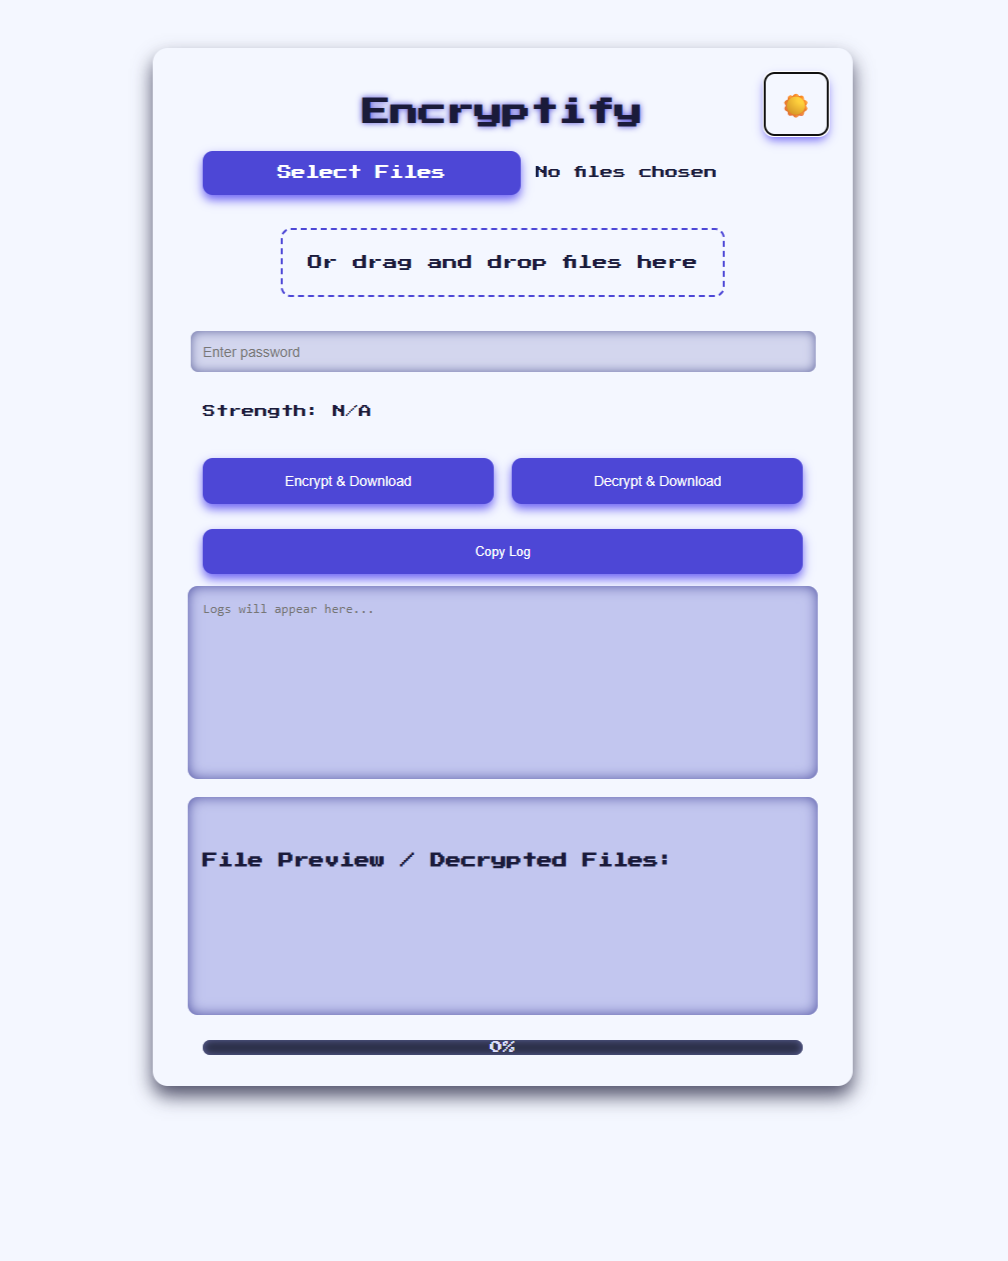 Encryptify
Select Files No files chosen
Or drag and drop files here
Enter password
Strength: N/A
Encrypt & Download Decrypt & Download
Copy Log
Logs will appear here...
File Preview / Decrypted Files:
0%